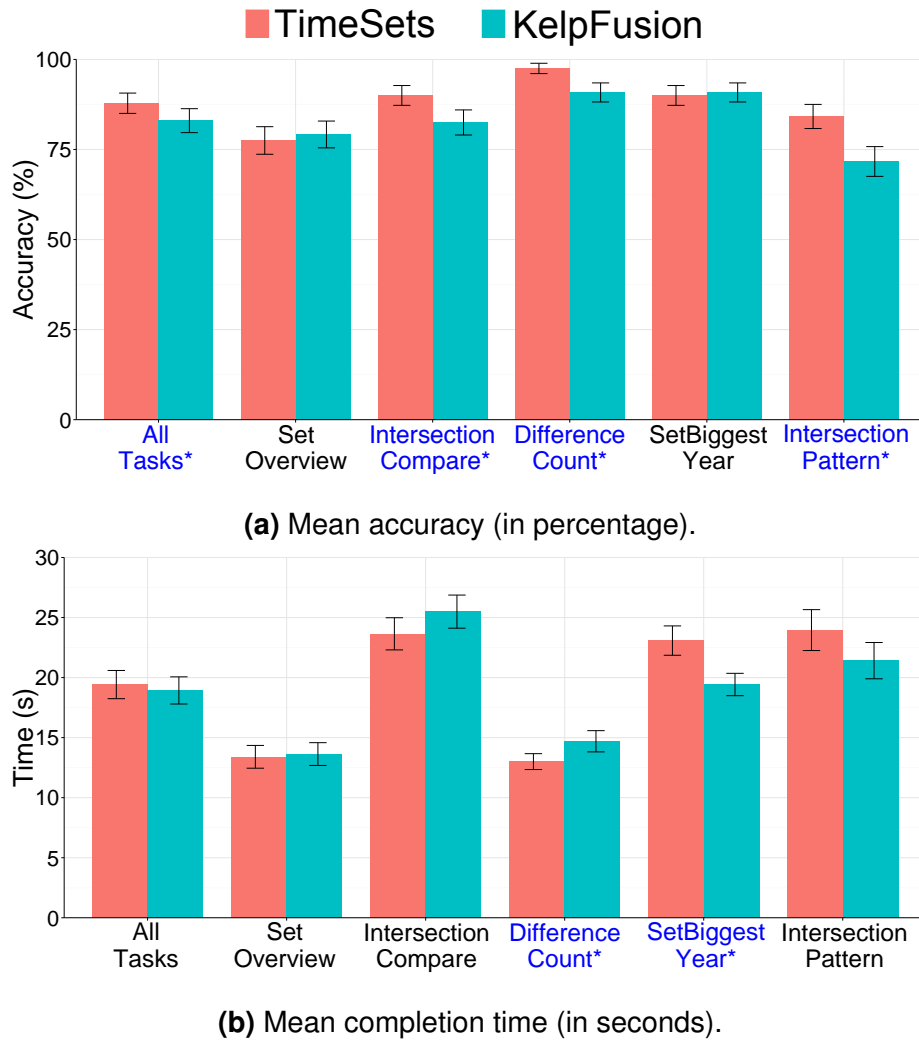 TimeSets KelpFusion
100
75
50
25
0
Accuracy (%)
All Set Intersection Difference SetBiggest Intersection
Tasks* Overview Compare* Count* Year Pattern*
(a) Mean accuracy (in percentage).
30
25
20
15
10
5
0
Time (s)
All Set Intersection Difference SetBiggest Intersection
Tasks Overview Compare Count* Year* Pattern
(b) Mean completion time (in seconds).